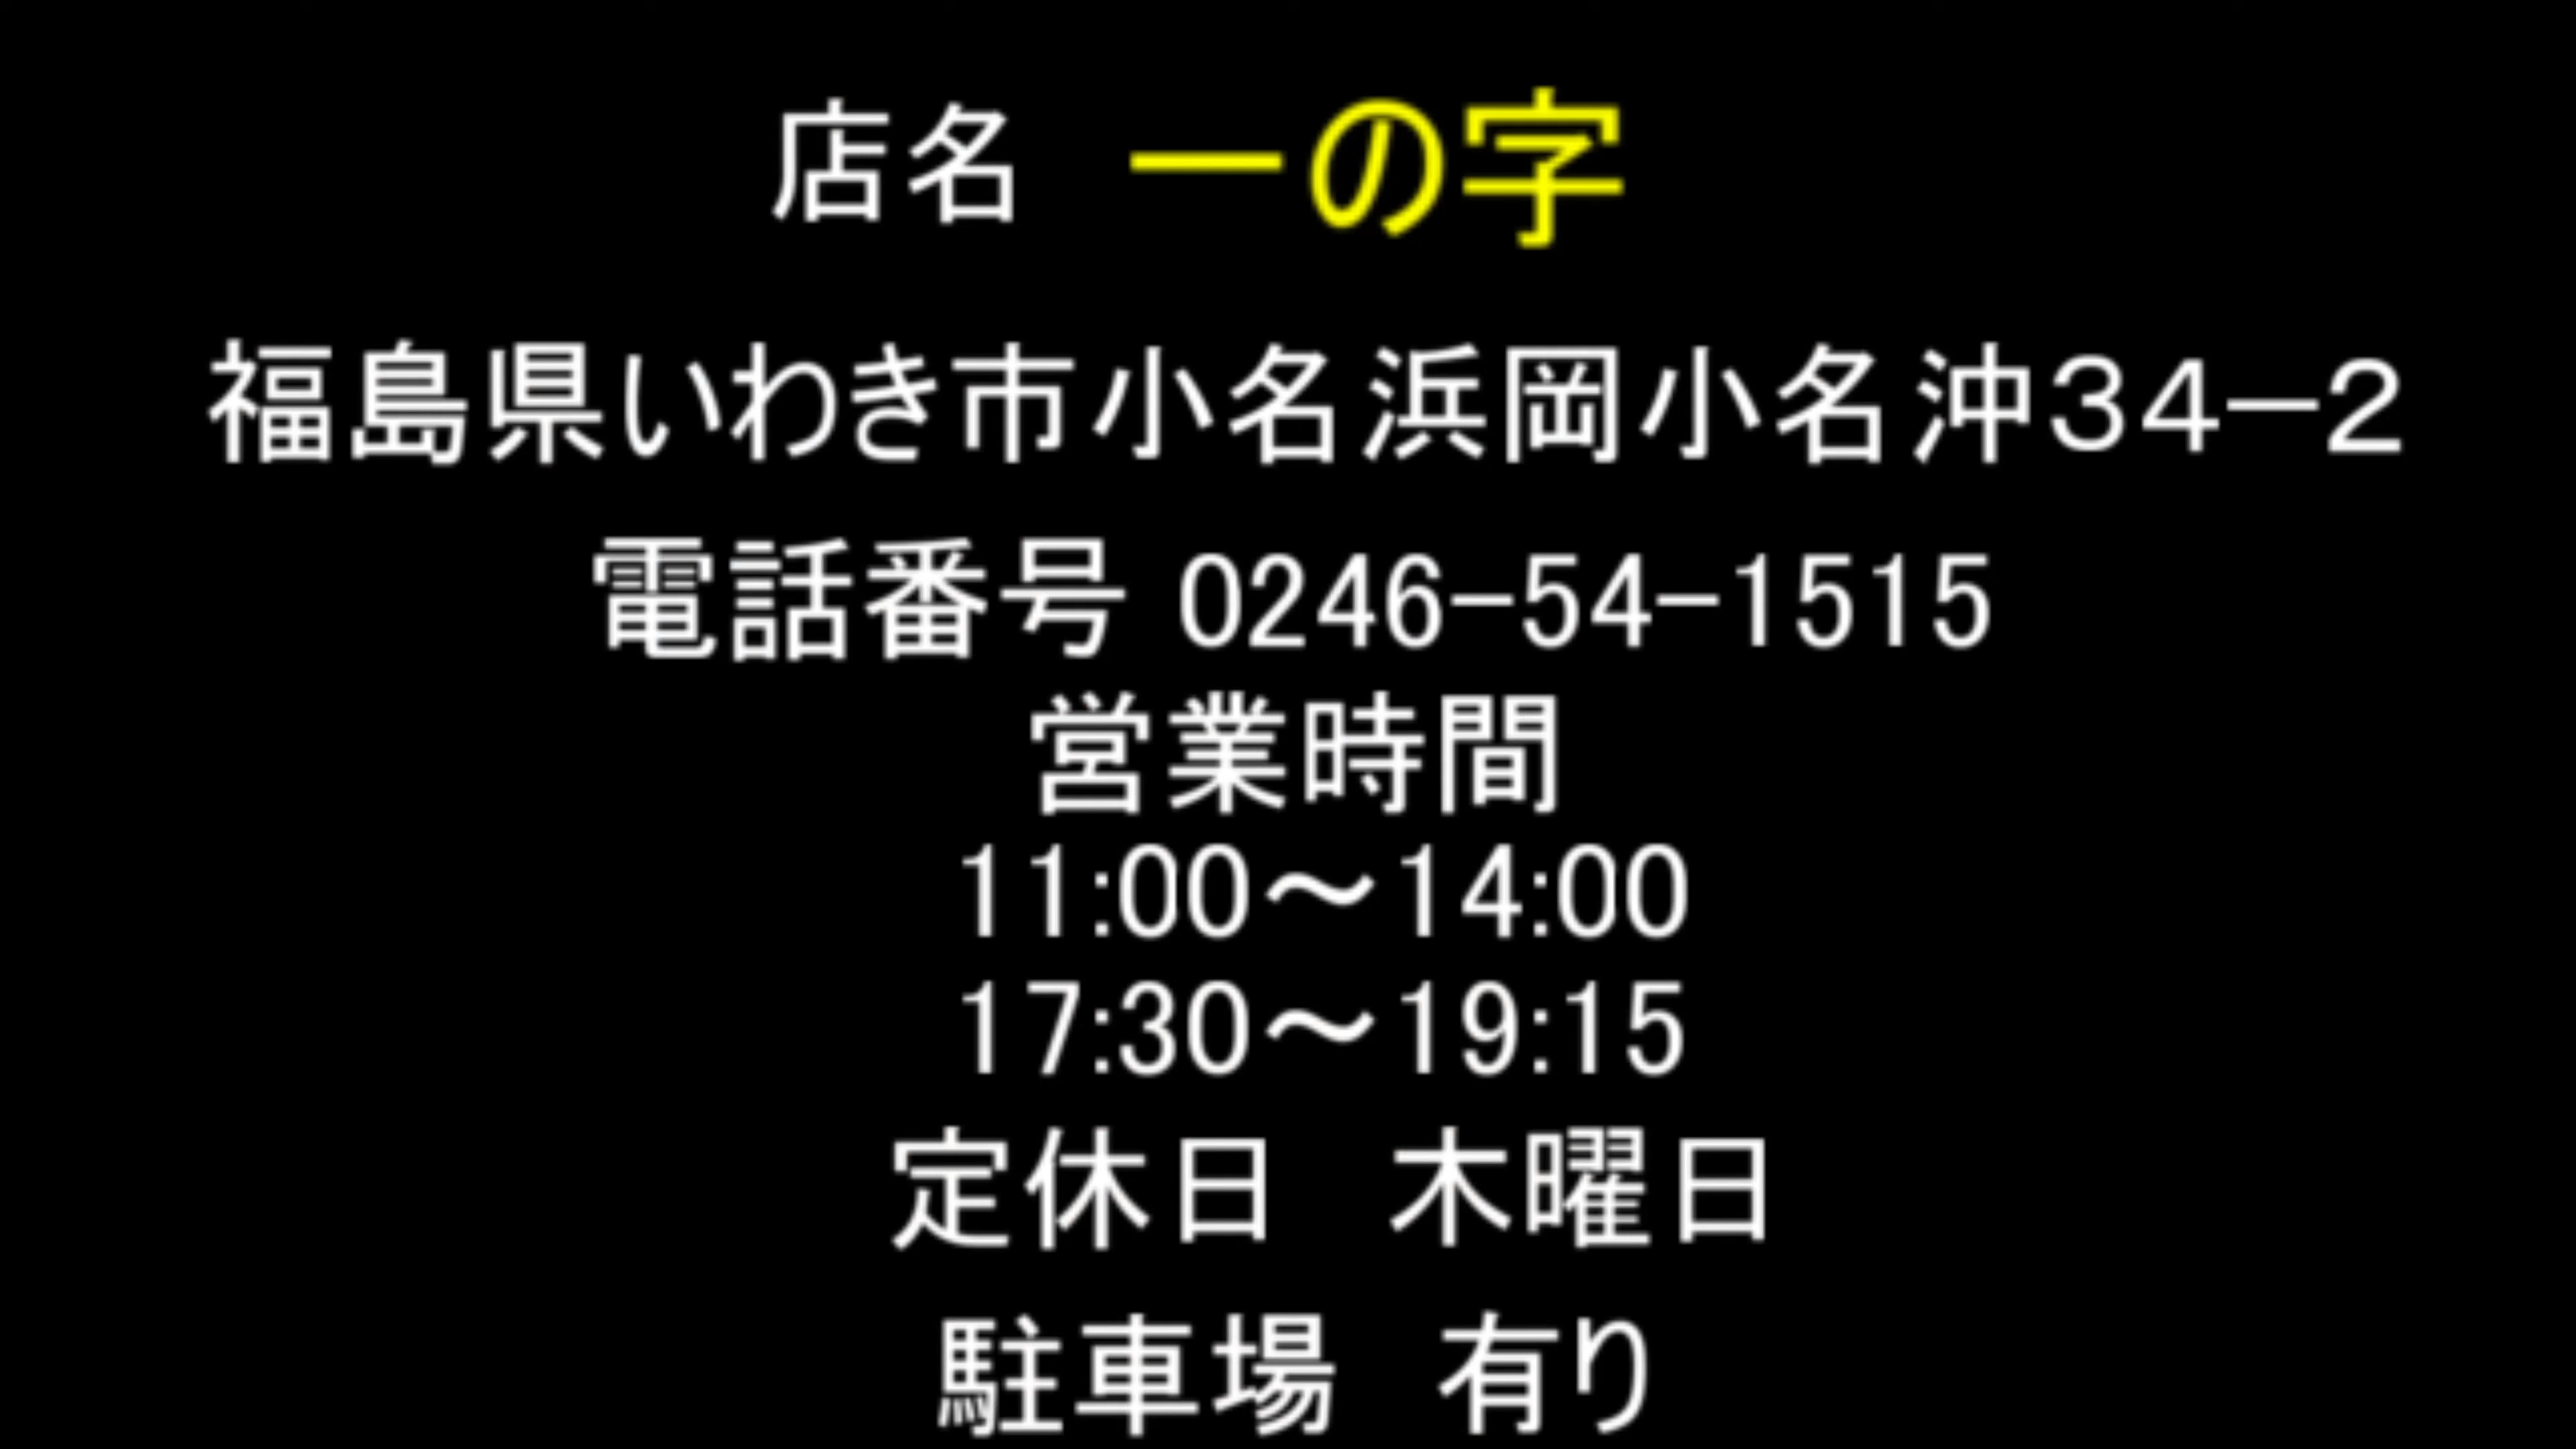 店名　一の字
福島県いわき市小名浜岡小名沖３４－２
電話番号 0246-54-1515
営業時間
11:00～14:00
17:30～19:15
定休日　木曜日
駐車場　有り